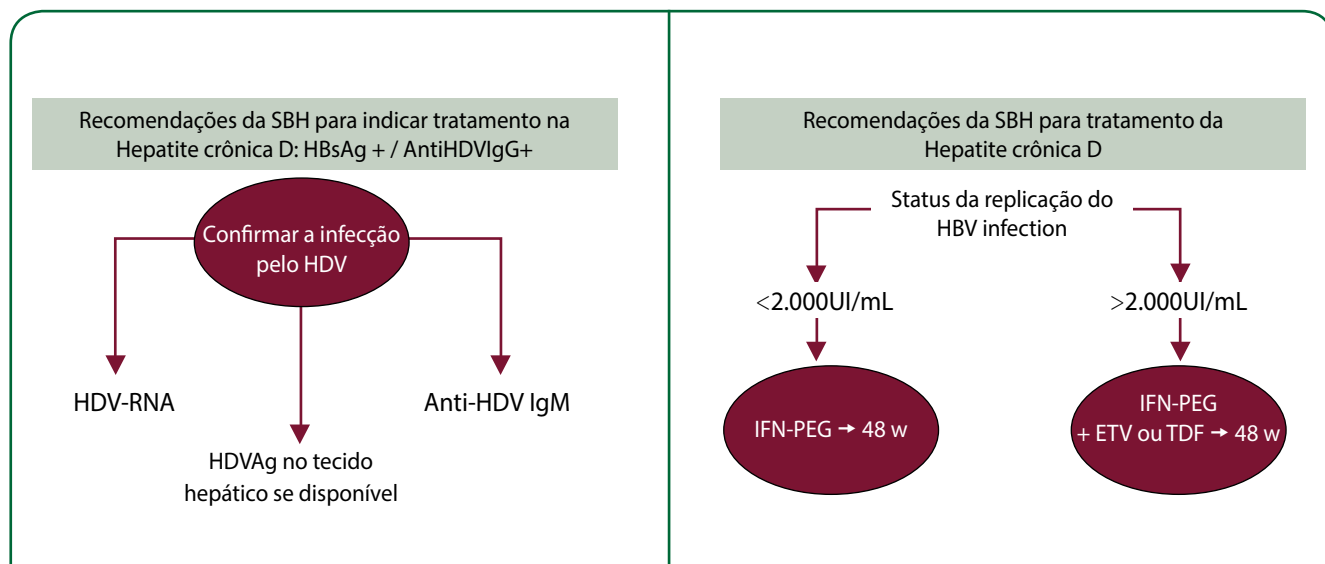 Recomendações da SBH para indicar tratamento na
Hepatite crônica D: HBsAg + / AntiHDVIgG+
Confirmar a infecção
pelo HDV
HDV-RNA
Anti-HDV IgM
HDVAg no tecido
hepático se disponível
Recomendações da SBH para tratamento da
Hepatite crônica D
Status da replicação do
HBV infection
<2.000UI/mL
>2.000UI/mL
IFN-PEG → 48 w
IFN-PEG
+ ETV ou TDF → 48 w